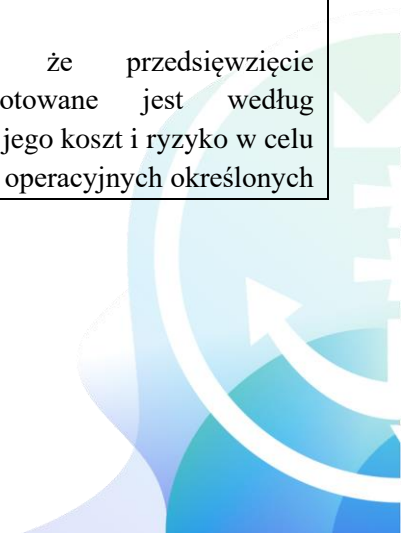 że przedsięwzięcie
otowane jest według
jego koszt i ryzyko w celu
operacyjnych określonych